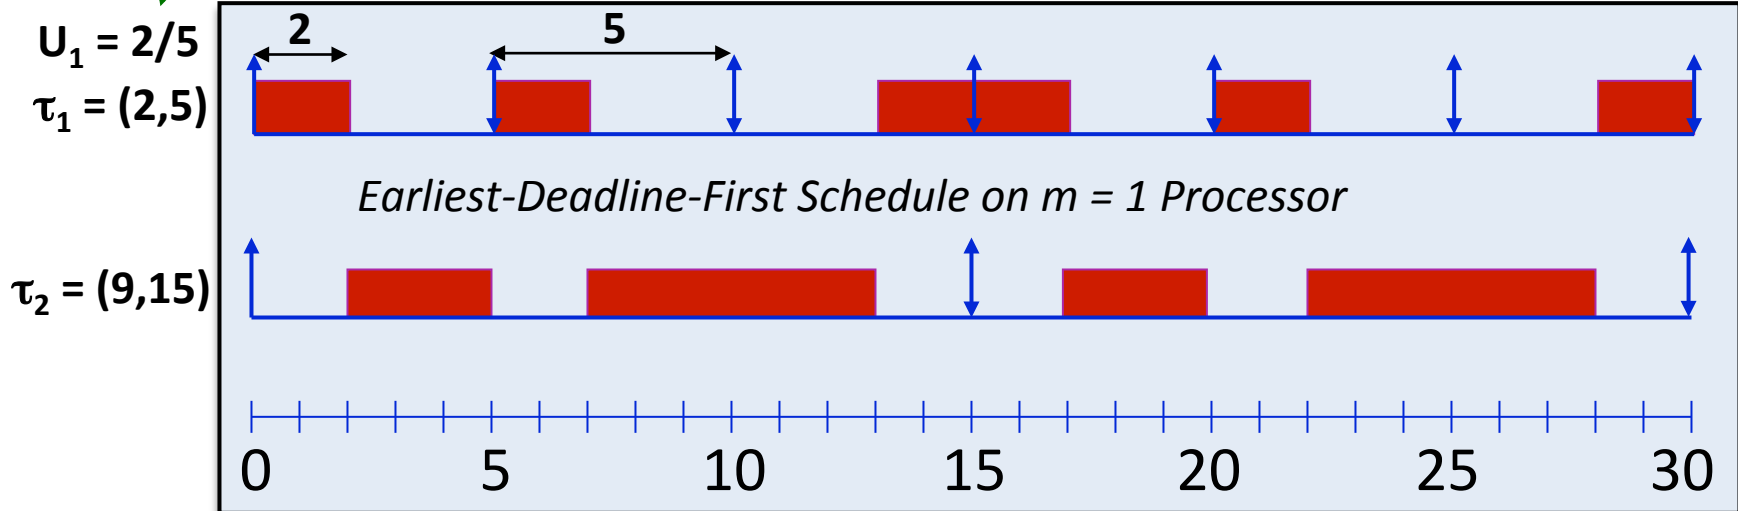 U₁ = 2/5
2
5
τ₁ = (2,5)
Earliest-Deadline-First Schedule on m = 1 Processor
τ₂ = (9,15)
0 5 10 15 20 25 30